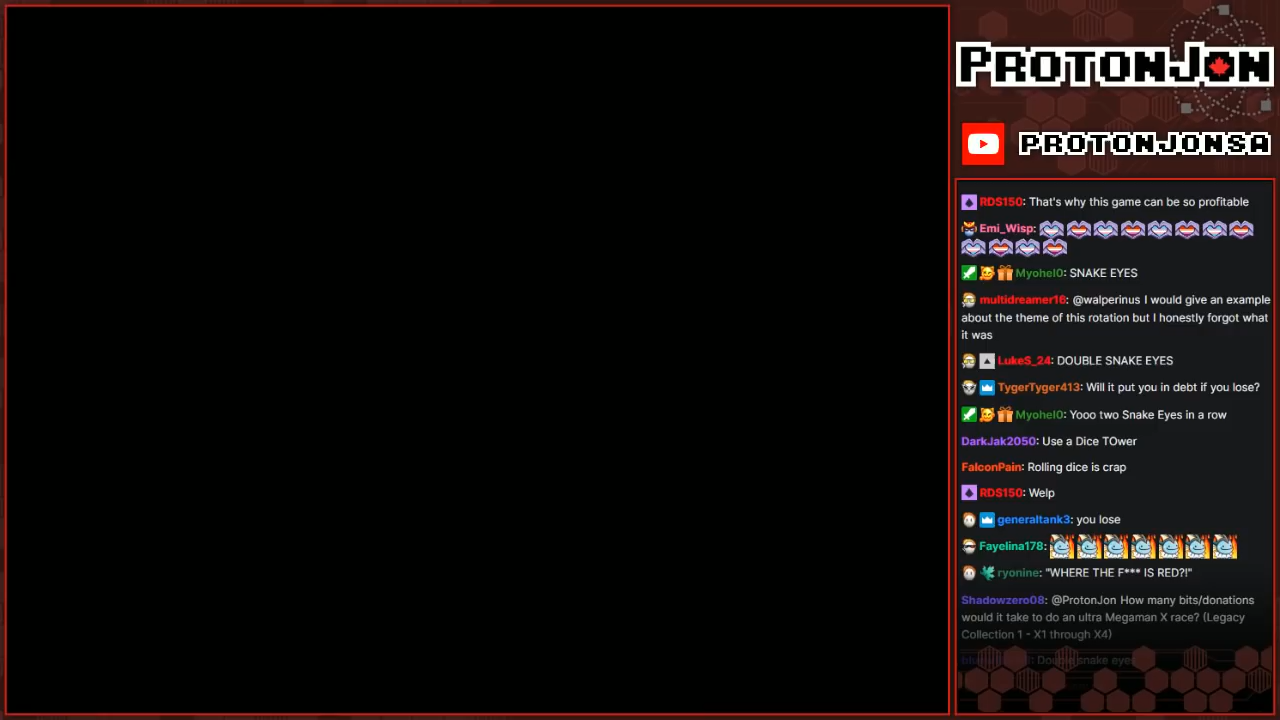 PROTONJON
PROTONJONSA
RDS150: That's why this game can be so profitable
Emi_Wisp:
Myohel0: SNAKE EYES
multidreamer16: @walperinus I would give an example
about the theme of this rotation but I honestly forgot what
it was
LukeS_24: DOUBLE SNAKE EYES
TygerTyger413: Will it put you in debt if you lose?
Myohel0: Yooo two Snake Eyes in a row
DarkJak2050: Use a Dice TOwer
FalconPain: Rolling dice is crap
RDS150: Welp
generaltank3: you lose
Fayelina178:
ryonine: "WHERE THE F*** IS RED?!"
Shadowzero08: @ProtonJon How many bits/donations
would it take to do an ultra Megaman X race? (Legacy
Collection 1 - X1 through X4)
Double snake eyes